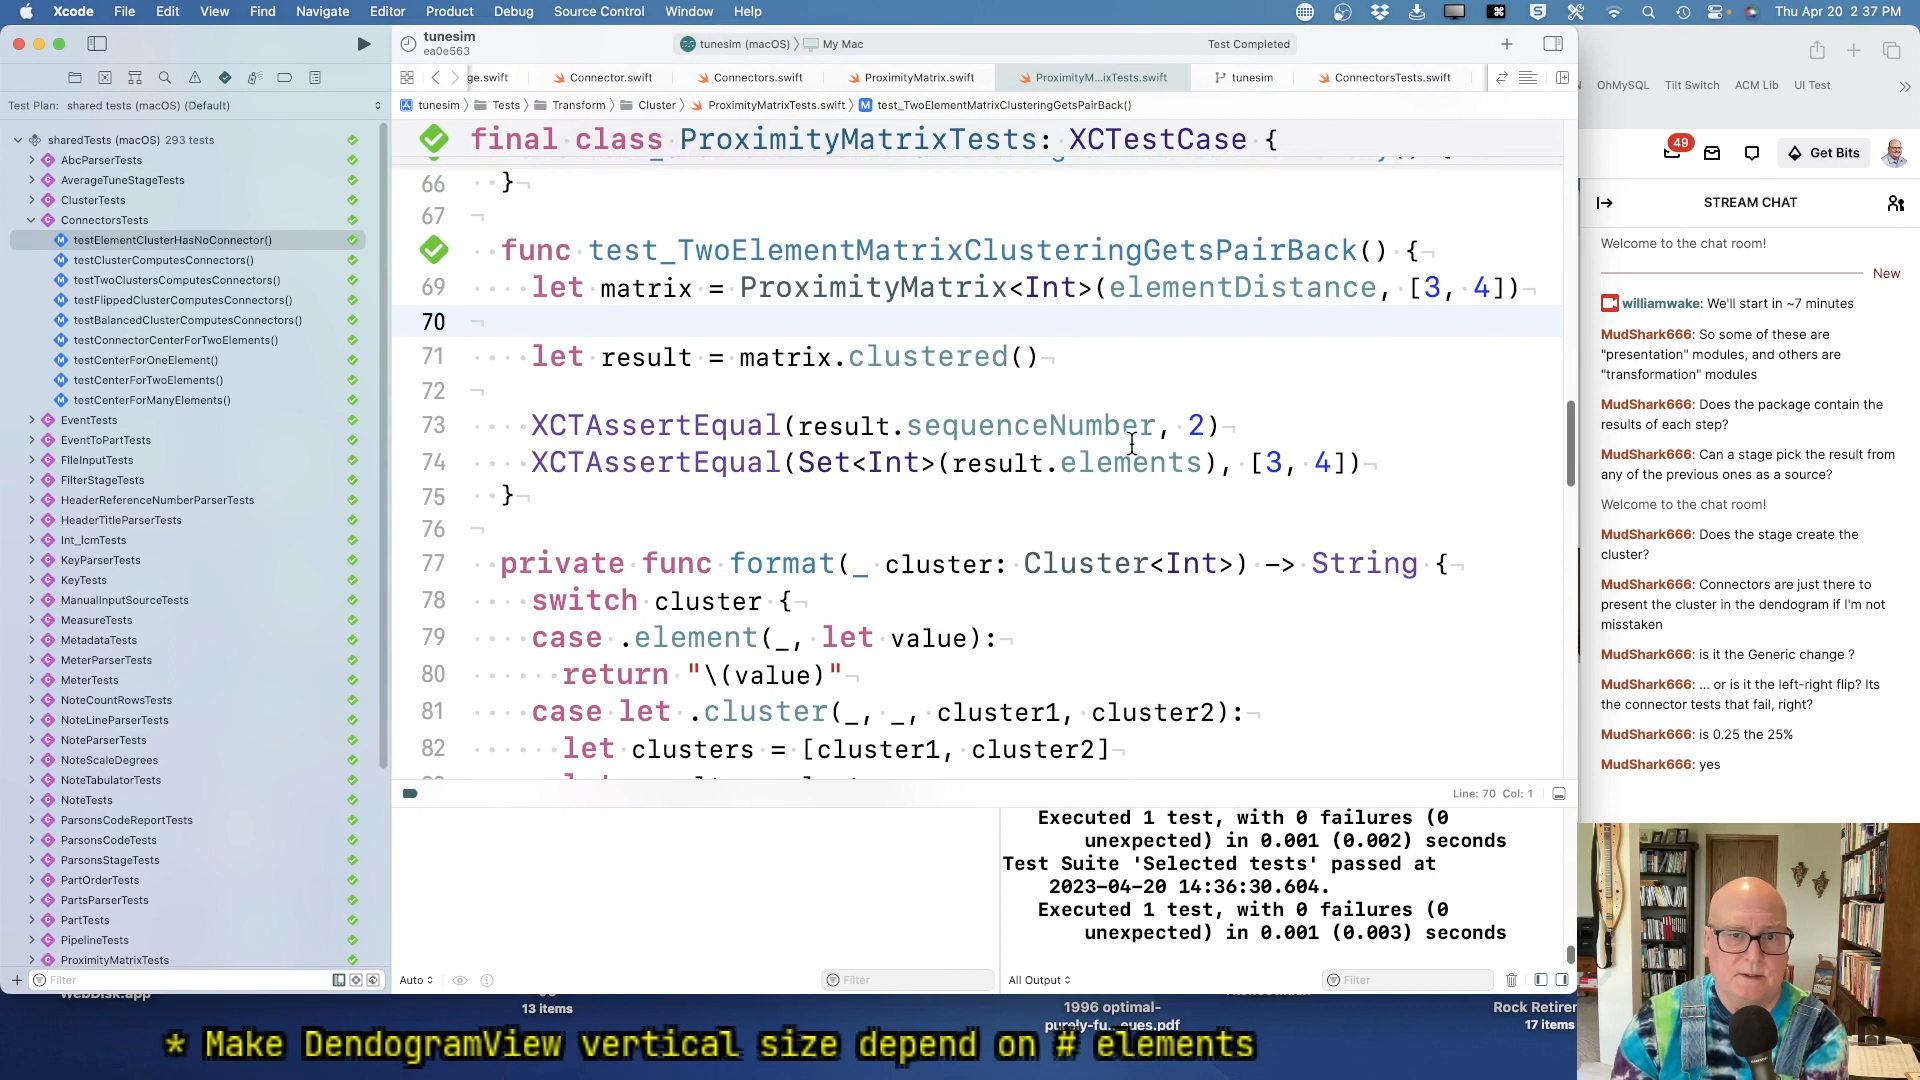 Xcode File Edit View Find Navigate Editor Product Debug Source Control Window Help
Thu Apr 20 2:37 PM
tunesim
ea0e563
tunesim (macOS) 〉 My Mac
Test Completed
ge.swift Connector.swift Connectors.swift ProximityMatrix.swift ProximityM...ixTests.swift tunesim ConnectorsTests.swift
Test Plan: shared tests (macOS) (Default)
tunesim 〉 Tests 〉 Transform 〉 Cluster 〉 ProximityMatrixTests.swift 〉 M test_TwoElementMatrixClusteringGetsPairBack()
sharedTests (macOS) 293 tests
AbcParserTests
AverageTuneStageTests
ClusterTests
ConnectorsTests
testElementClusterHasNoConnector()
testClusterComputesConnectors()
testTwoClustersComputesConnectors()
testFlippedClusterComputesConnectors()
testBalancedClusterComputesConnectors()
testConnectorCenterForTwoElements()
testCenterForOneElement()
testCenterForTwoElements()
testCenterForManyElements()
EventTests
EventToPartTests
FileInputTests
FilterStageTests
HeaderReferenceNumberParserTests
HeaderTitleParserTests
Int_lcmTests
KeyParserTests
KeyTests
ManualInputSourceTests
MeasureTests
MetadataTests
MeterParserTests
MeterTests
NoteCountRowsTests
NoteLineParserTests
NoteParserTests
NoteScaleDegrees
NoteTabulatorTests
NoteTests
ParsonsCodeReportTests
ParsonsCodeTests
ParsonsStageTests
PartOrderTests
PartsParserTests
PartTests
PipelineTests
ProximityMatrixTests
Filter
final class ProximityMatrixTests: XCTestCase {
66 }
67
func test_TwoElementMatrixClusteringGetsPairBack() {
69 let matrix = ProximityMatrix<Int>(elementDistance, [3, 4])
70
71 let result = matrix.clustered()
72
73 XCTAssertEqual(result.sequenceNumber, 2)
74 XCTAssertEqual(Set<Int>(result.elements), [3, 4])
75 }
76
77 private func format(_ cluster: Cluster<Int>) -> String {
78 switch cluster {
79 case .element(_, let value):
80 return "\(value)"
81 case let .cluster(_, _, cluster1, cluster2):
82 let clusters = [cluster1, cluster2]
Line: 70 Col: 1
Executed 1 test, with 0 failures (0
unexpected) in 0.001 (0.002) seconds
Test Suite 'Selected tests' passed at
2023-04-20 14:36:30.604.
Executed 1 test, with 0 failures (0
unexpected) in 0.001 (0.003) seconds
Auto Filter All Output Filter
OhMySQL Tilt Switch ACM Lib UI Test
49
Get Bits
STREAM CHAT
Welcome to the chat room!
New
williamwake: We'll start in ~7 minutes
MudShark666: So some of these are
"presentation" modules, and others are
"transformation" modules
MudShark666: Does the package contain the
results of each step?
MudShark666: Can a stage pick the result from
any of the previous ones as a source?
Welcome to the chat room!
MudShark666: Does the stage create the
cluster?
MudShark666: Connectors are just there to
present the cluster in the dendogram if I'm not
misstaken
MudShark666: is it the Generic change ?
MudShark666: ... or is it the left-right flip? Its
the connector tests that fail, right?
MudShark666: is 0.25 the 25%
MudShark666: yes
WebDisk.app
13 items
1996 optimal-
purely-fu...eues.pdf
Rock Retirer
17 items
* Make DendogramView vertical size depend on # elements